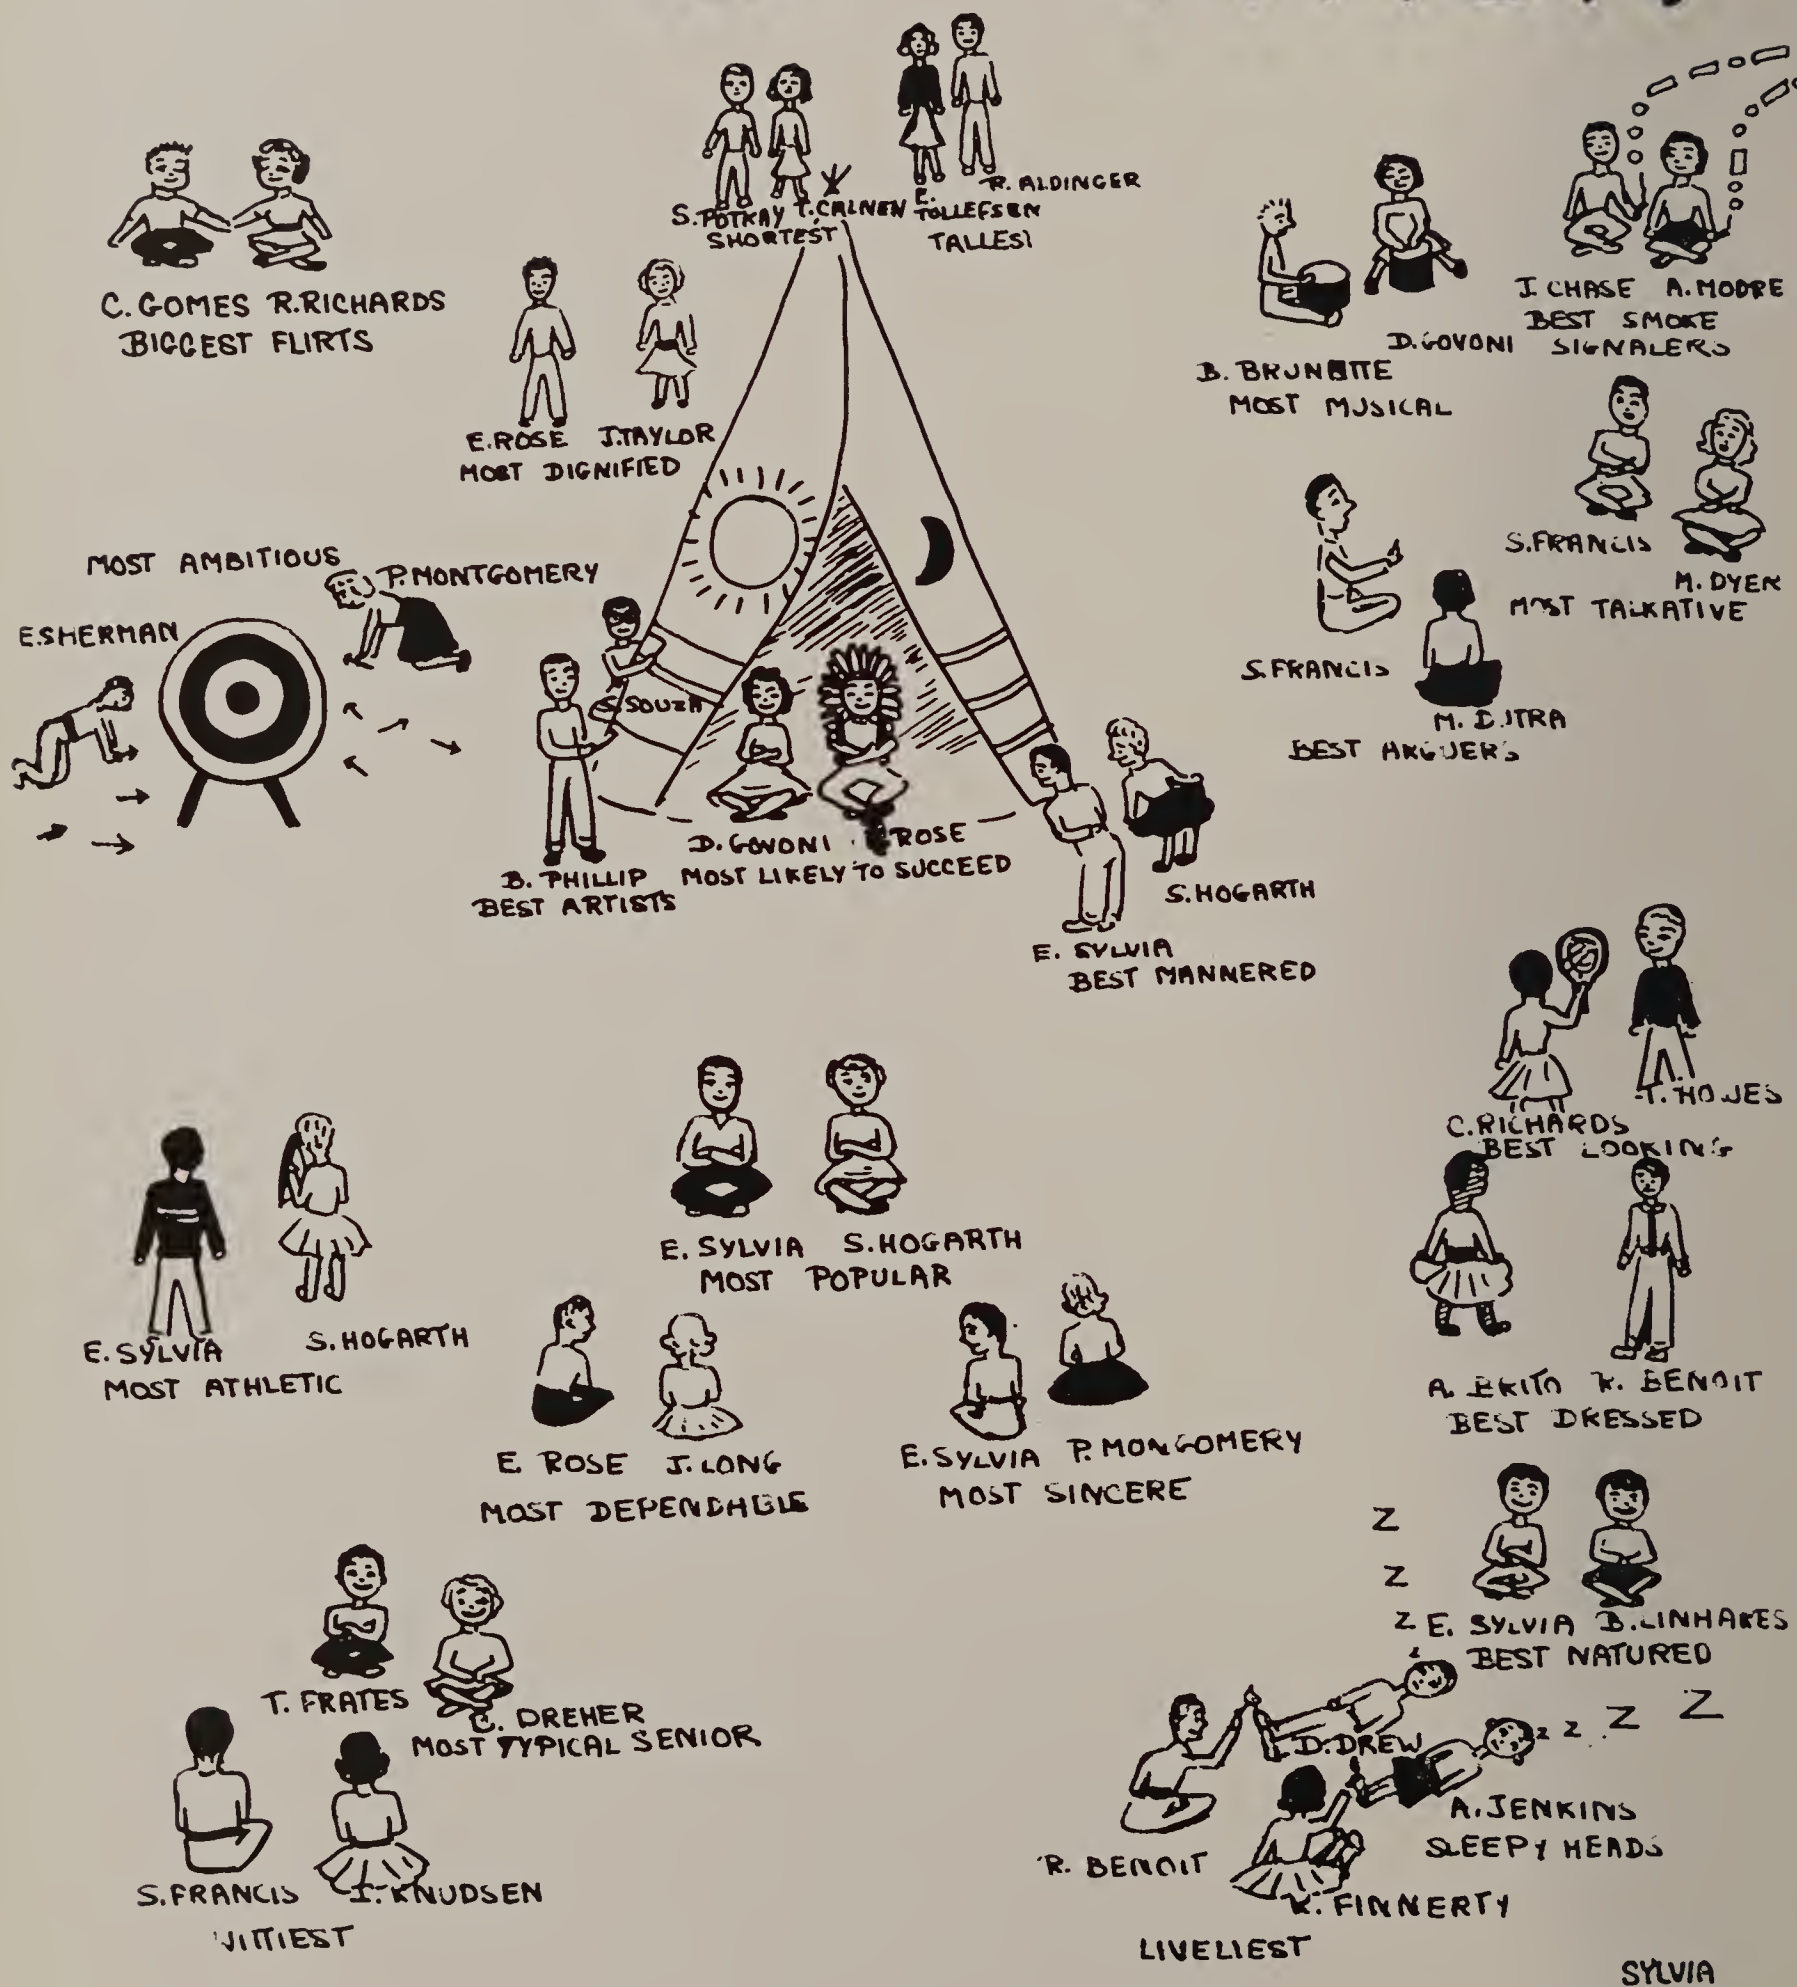 S. POTKAY T. CALNEN
SHORTEST
E. TOLLEFSEN
R. ALDINGER
TALLEST
C. GOMES R. RICHARDS
BIGGEST FLIRTS
E. ROSE J. TAYLOR
MOST DIGNIFIED
B. BRUNETTE
D. GOVONI
MOST MUSICAL
J. CHASE A. MOORE
BEST SMOKE
SIGNALERS
S. FRANCIS
M. DYER
MOST TALKATIVE
S. FRANCIS
M. DUTRA
BEST ARGUERS
MOST AMBITIOUS
P. MONTGOMERY
E. SHERMAN
S. SOUZA
B. PHILLIP
BEST ARTISTS
D. GOVONI ROSE
MOST LIKELY TO SUCCEED
S. HOGARTH
E. SYLVIA
BEST MANNERED
T. HOWES
C. RICHARDS
BEST LOOKING
E. SYLVIA S. HOGARTH
MOST POPULAR
E. SYLVIA S. HOGARTH
MOST ATHLETIC
A. BRITO R. BENOIT
BEST DRESSED
E. ROSE J. LONG
MOST DEPENDABLE
E. SYLVIA P. MONGOMERY
MOST SINCERE
Z
Z
Z
E. SYLVIA B. LINHARES
BEST NATURED
T. FRATES
C. DREHER
MOST TYPICAL SENIOR
S. FRANCIS I. KNUDSEN
WITTIEST
D. DREW
Z Z Z Z
A. JENKINS
SLEEPY HEADS
R. BENOIT
K. FINNERTY
LIVELIEST
SYLVIA